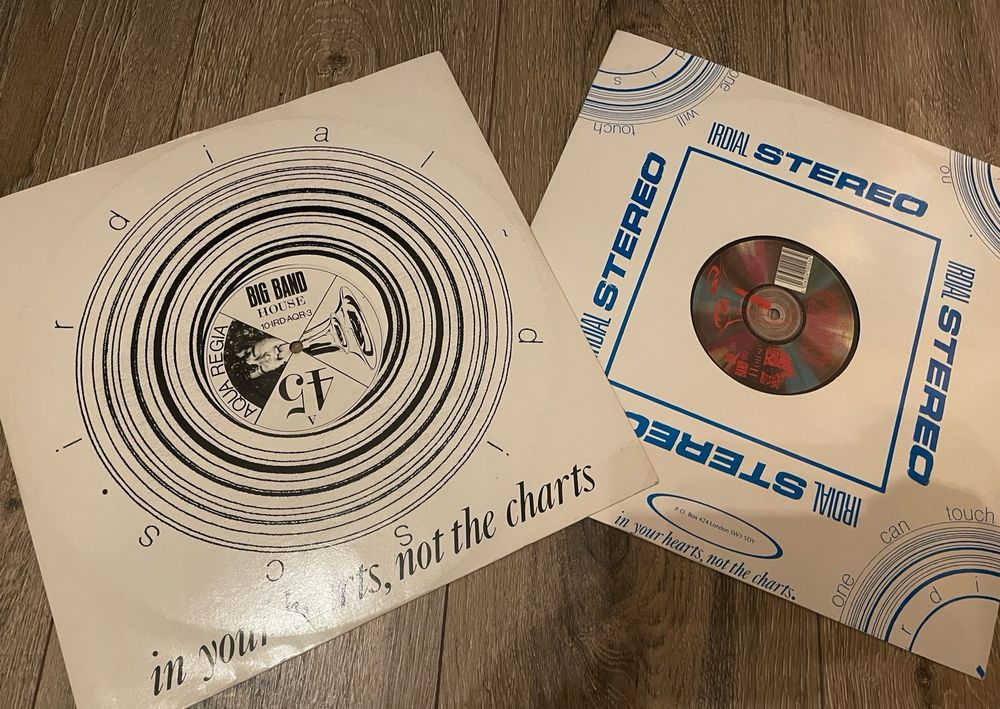 i r d i a l - d i s c s
BIG BAND
HOUSE
10·IRD·AQR·3
AQUA REGIA
45
A
in your hearts, not the charts
IRDIAL STEREO
IRDIAL STEREO
IRDIAL STEREO
IRDIAL STEREO
P.O. Box 424 London SW3 5DY
in your hearts, not the charts.
one
will
touch
d i s
no
one
can
touch
r d i
BAND
House